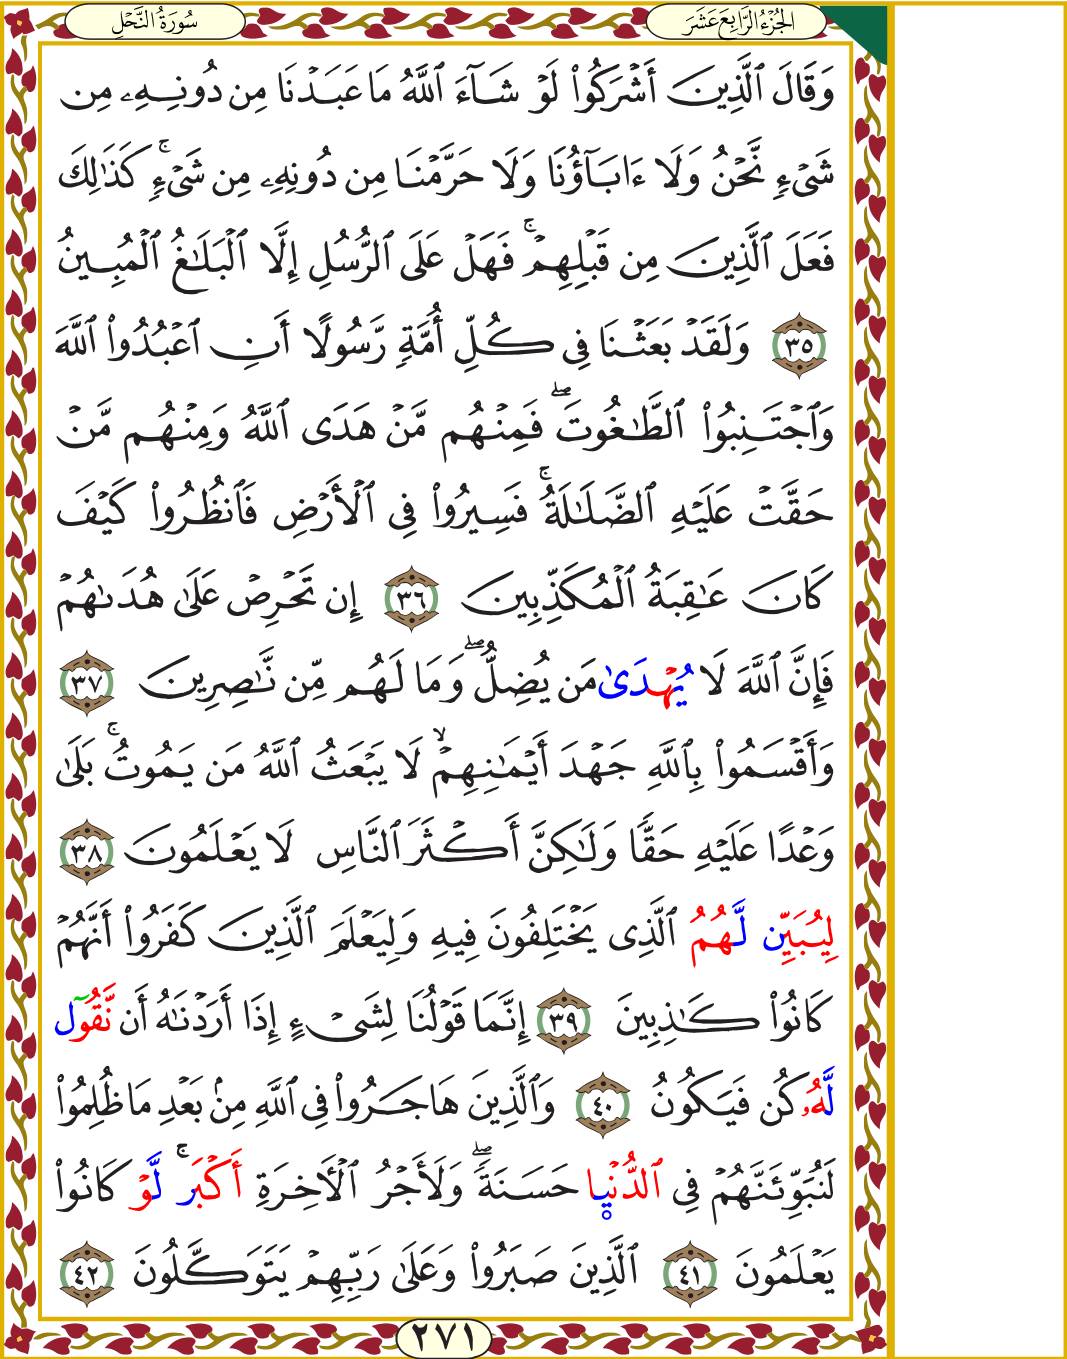 الجُزْءُ الرَّابِعَ عَشَرَ
سُورَةُ النَّحْلِ
وَقَالَ ٱلَّذِينَ أَشْرَكُوا۟ لَوْ شَآءَ ٱللَّهُ مَا عَبَدْنَا مِن دُونِهِۦ مِن
شَىْءٍ نَّحْنُ وَلَآ ءَابَآؤُنَا وَلَا حَرَّمْنَا مِن دُونِهِۦ مِن شَىْءٍ ۚ كَذَٰلِكَ
فَعَلَ ٱلَّذِينَ مِن قَبْلِهِمْ ۚ فَهَلْ عَلَى ٱلرُّسُلِ إِلَّا ٱلْبَلَٰغُ ٱلْمُبِينُ
٣٥ وَلَقَدْ بَعَثْنَا فِى كُلِّ أُمَّةٍ رَّسُولًا أَنِ ٱعْبُدُوا۟ ٱللَّهَ
وَٱجْتَنِبُوا۟ ٱلطَّٰغُوتَ ۖ فَمِنْهُم مَّنْ هَدَى ٱللَّهُ وَمِنْهُم مَّنْ
حَقَّتْ عَلَيْهِ ٱلضَّلَٰلَةُ ۚ فَسِيرُوا۟ فِى ٱلْأَرْضِ فَٱنظُرُوا۟ كَيْفَ
كَانَ عَٰقِبَةُ ٱلْمُكَذِّبِينَ ٣٦ إِن تَحْرِصْ عَلَىٰ هُدَىٰهُمْ
فَإِنَّ ٱللَّهَ لَا يُهْدَىٰ مَن يُضِلُّ ۖ وَمَا لَهُم مِّن نَّٰصِرِينَ ٣٧
وَأَقْسَمُوا۟ بِٱللَّهِ جَهْدَ أَيْمَٰنِهِمْ ۙ لَا يَبْعَثُ ٱللَّهُ مَن يَمُوتُ ۚ بَلَىٰ
وَعْدًا عَلَيْهِ حَقًّا وَلَٰكِنَّ أَكْثَرَ ٱلنَّاسِ لَا يَعْلَمُونَ ٣٨
لِيُبَيِّن لَّهُمُ ٱلَّذِى يَخْتَلِفُونَ فِيهِ وَلِيَعْلَمَ ٱلَّذِينَ كَفَرُوٓا۟ أَنَّهُمْ
كَانُوا۟ كَٰذِبِينَ ٣٩ إِنَّمَا قَوْلُنَا لِشَىْءٍ إِذَآ أَرَدْنَٰهُ أَن نَّقُول
لَّهُۥ كُن فَيَكُونُ ٤٠ وَٱلَّذِينَ هَاجَرُوا۟ فِى ٱللَّهِ مِنۢ بَعْدِ مَا ظُلِمُوا۟
لَنُبَوِّئَنَّهُمْ فِى ٱلدُّنْيا حَسَنَةً ۖ وَلَأَجْرُ ٱلْءَاخِرَةِ أَكْبَر ۚ لَّوْ كَانُوا۟
يَعْلَمُونَ ٤١ ٱلَّذِينَ صَبَرُوا۟ وَعَلَىٰ رَبِّهِمْ يَتَوَكَّلُونَ ٤٢
٢٧١